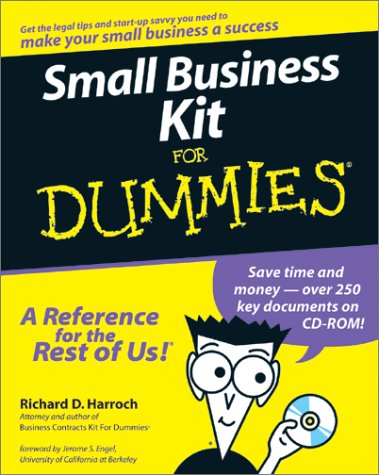 Get the legal tips and start-up savvy you need to
make your small business a success
Small Business
Kit
FOR
DUMMIES®
Save time and
money — over 250
key documents on
CD-ROM!
A Reference
for the
Rest of Us!®
Richard D. Harroch
Attorney and author of
Business Contracts Kit For Dummies®
foreword by Jerome S. Engel,
University of California at Berkeley